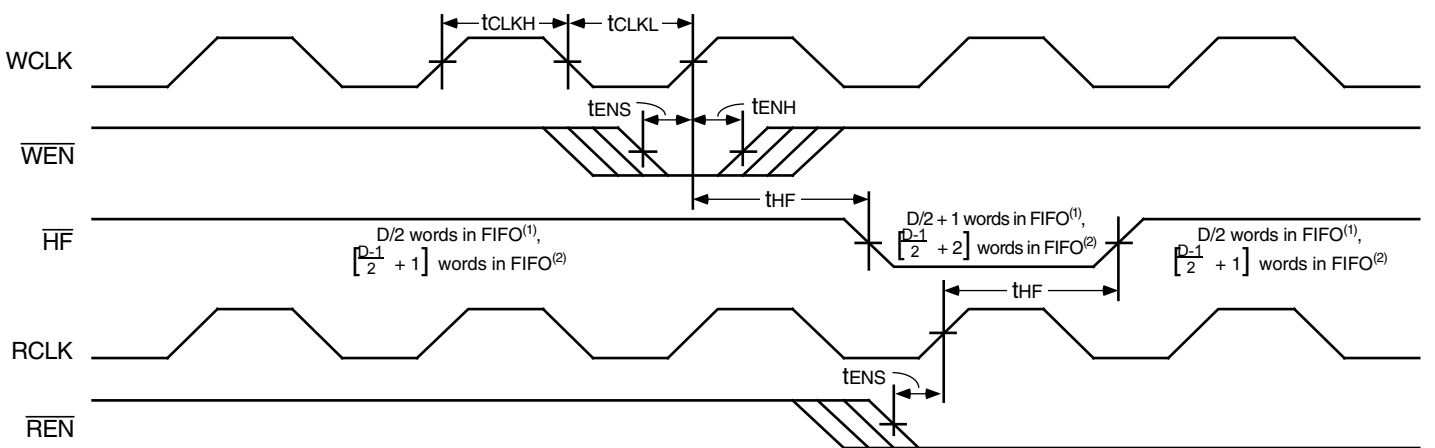 tCLKH
tCLKL
WCLK
tENS
tENH
WEN
tHF
HF
D/2 words in FIFO(1),
[D-1/2 + 1] words in FIFO(2)
D/2 + 1 words in FIFO(1),
[D-1/2 + 2] words in FIFO(2)
D/2 words in FIFO(1),
[D-1/2 + 1] words in FIFO(2)
tHF
RCLK
tENS
REN